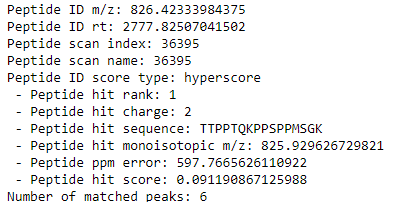 Peptide ID m/z: 826.42333984375
Peptide ID rt: 2777.82507041502
Peptide scan index: 36395
Peptide scan name: 36395
Peptide ID score type: hyperscore
- Peptide hit rank: 1
- Peptide hit charge: 2
- Peptide hit sequence: TTPPTQKPPSPPMSGK
- Peptide hit monoisotopic m/z: 825.929626729821
- Peptide ppm error: 597.7665626110922
- Peptide hit score: 0.091190867125988
Number of matched peaks: 6